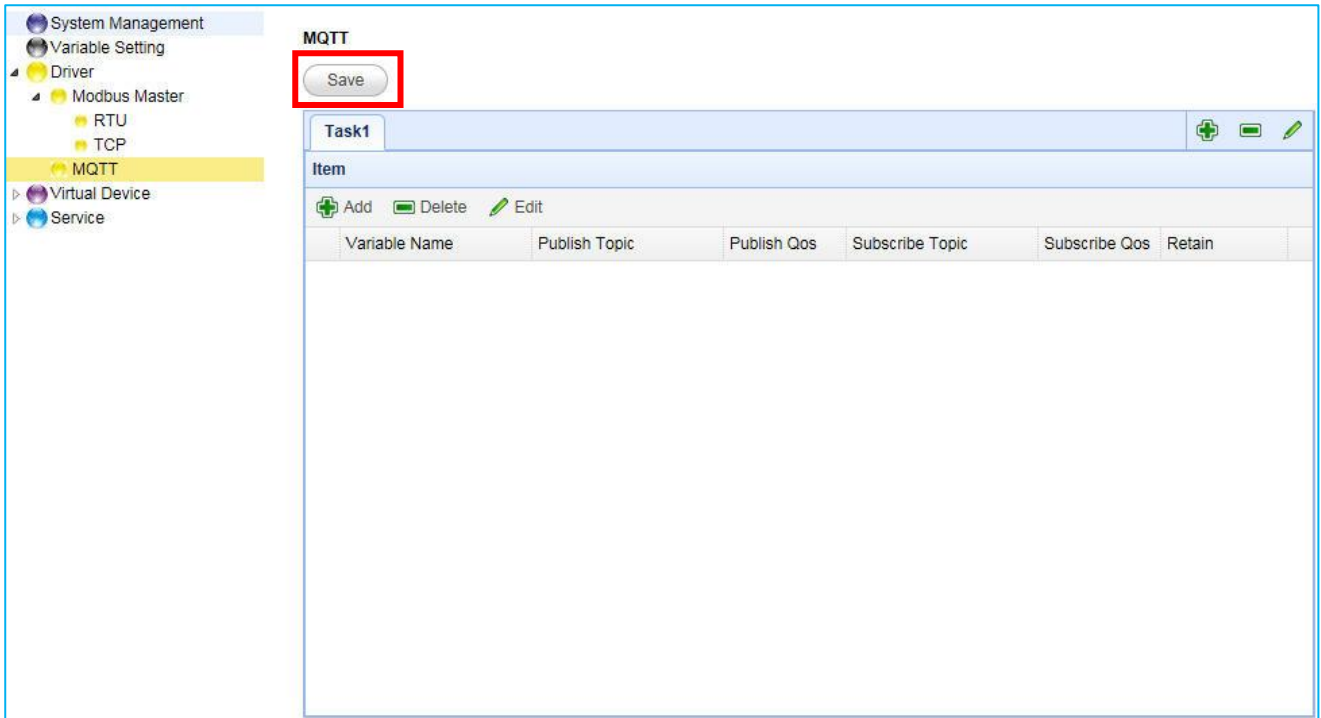 System Management
Variable Setting
Driver
Modbus Master
RTU
TCP
MQTT
Virtual Device
Service
MQTT
Save
Task1
Item
Add Delete Edit
Variable Name Publish Topic Publish Qos Subscribe Topic Subscribe Qos Retain